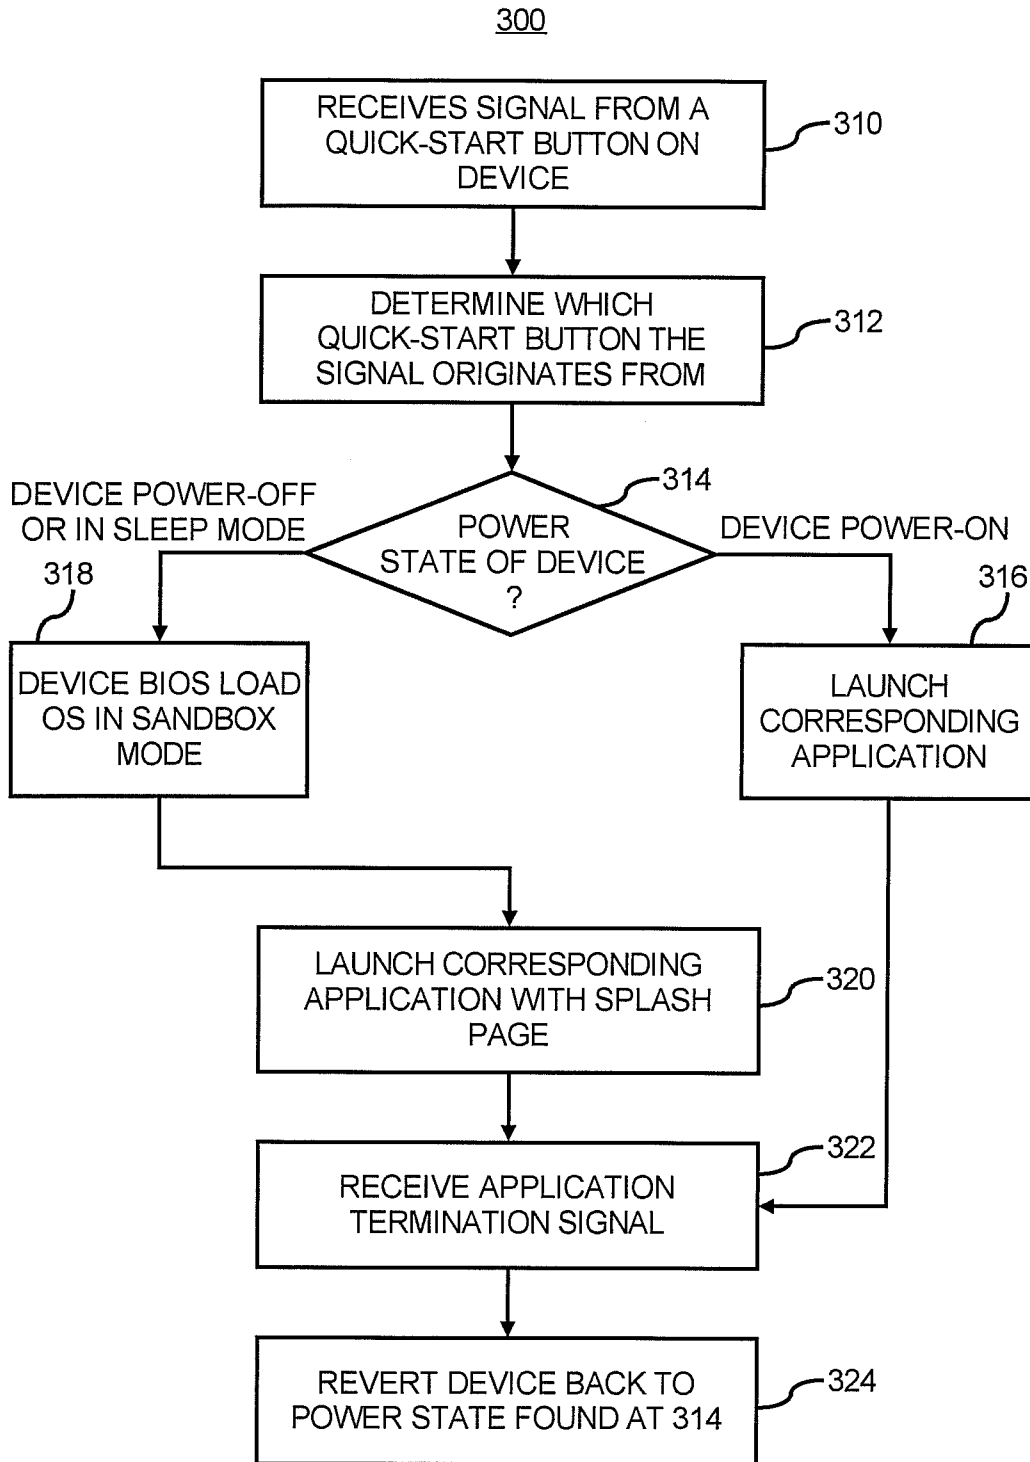 300
RECEIVES SIGNAL FROM A
QUICK-START BUTTON ON
DEVICE
310
DETERMINE WHICH
QUICK-START BUTTON THE
SIGNAL ORIGINATES FROM
312
314
POWER
STATE OF DEVICE
?
DEVICE POWER-OFF
OR IN SLEEP MODE
DEVICE POWER-ON
318
DEVICE BIOS LOAD
OS IN SANDBOX
MODE
316
LAUNCH
CORRESPONDING
APPLICATION
LAUNCH CORRESPONDING
APPLICATION WITH SPLASH
PAGE
320
RECEIVE APPLICATION
TERMINATION SIGNAL
322
REVERT DEVICE BACK TO
POWER STATE FOUND AT 314
324